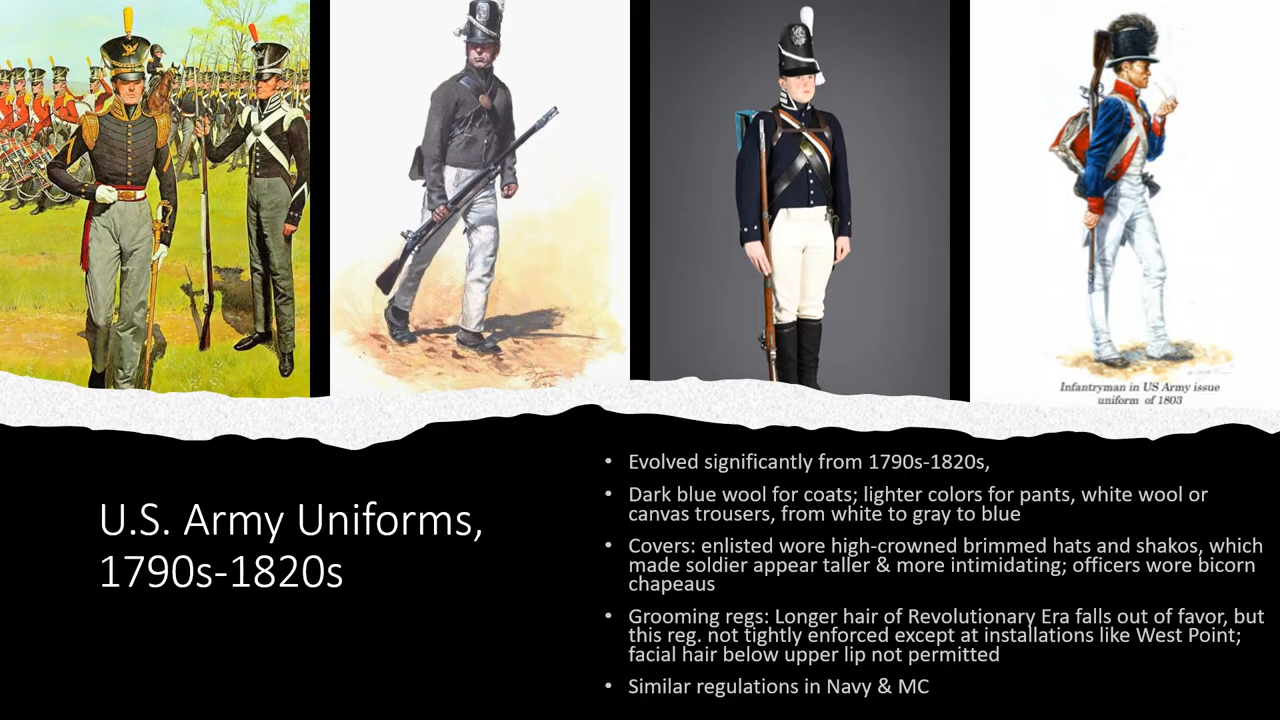 Infantryman in US Army issue
uniform of 1803
U.S. Army Uniforms,
1790s-1820s
• Evolved significantly from 1790s-1820s,
• Dark blue wool for coats; lighter colors for pants, white wool or
canvas trousers, from white to gray to blue
• Covers: enlisted wore high-crowned brimmed hats and shakos, which
made soldier appear taller & more intimidating; officers wore bicorn
chapeaus
• Grooming regs: Longer hair of Revolutionary Era falls out of favor, but
this reg. not tightly enforced except at installations like West Point;
facial hair below upper lip not permitted
• Similar regulations in Navy & MC